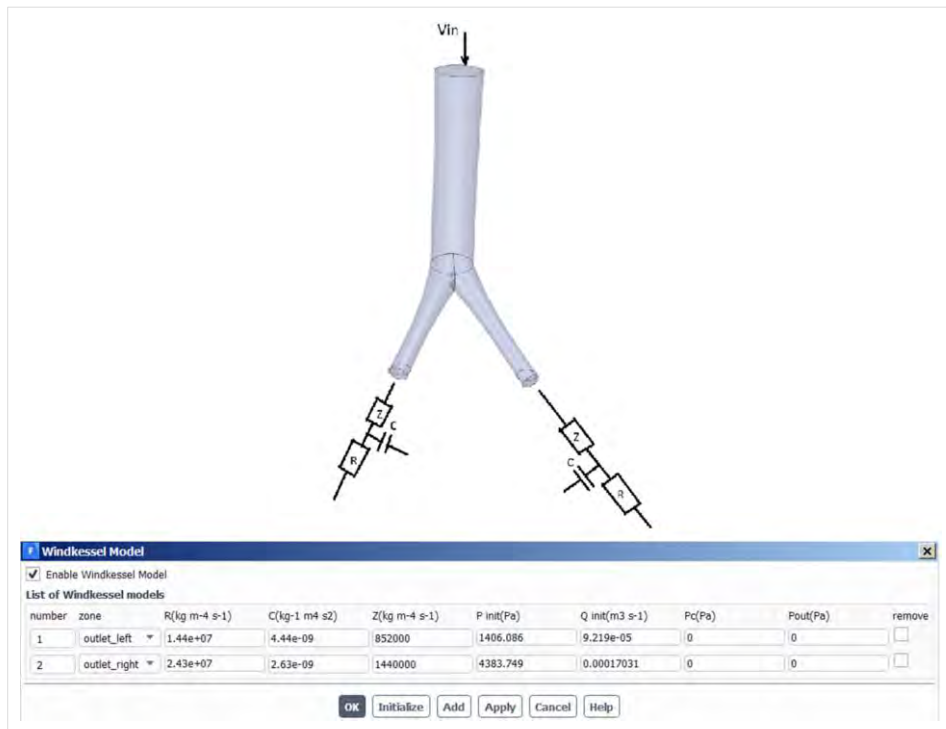 Vin
Z
C
R
Z
C
R
Windkessel Model
Enable Windkessel Model
List of Windkessel models
number zone R(kg m-4 s-1) C(kg-1 m4 s2) Z(kg m-4 s-1) P init(Pa) Q init(m3 s-1) Pc(Pa) Pout(Pa) remove
1 outlet_left 1.44e+07 4.44e-09 852000 1406.086 9.219e-05 0 0
2 outlet_right 2.43e+07 2.63e-09 1440000 4383.749 0.00017031 0 0
OK Initialize Add Apply Cancel Help